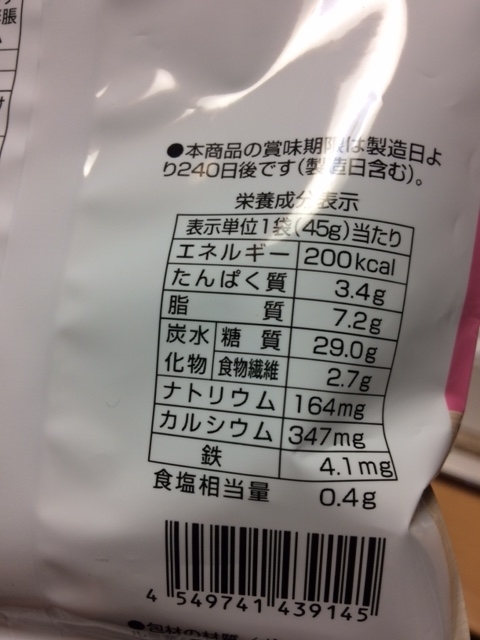 ●本商品の賞味期限は製造日よ
り240日後です(製造日含む)。
栄養成分表示
表示単位1袋(45g)当たり
エネルギー 200kcal
たんぱく質 3.4g
脂質 7.2g
炭水化物 糖質 29.0g
食物繊維 2.7g
ナトリウム 164mg
カルシウム 347mg
鉄 4.1mg
食塩相当量 0.4g
4 549741 439145